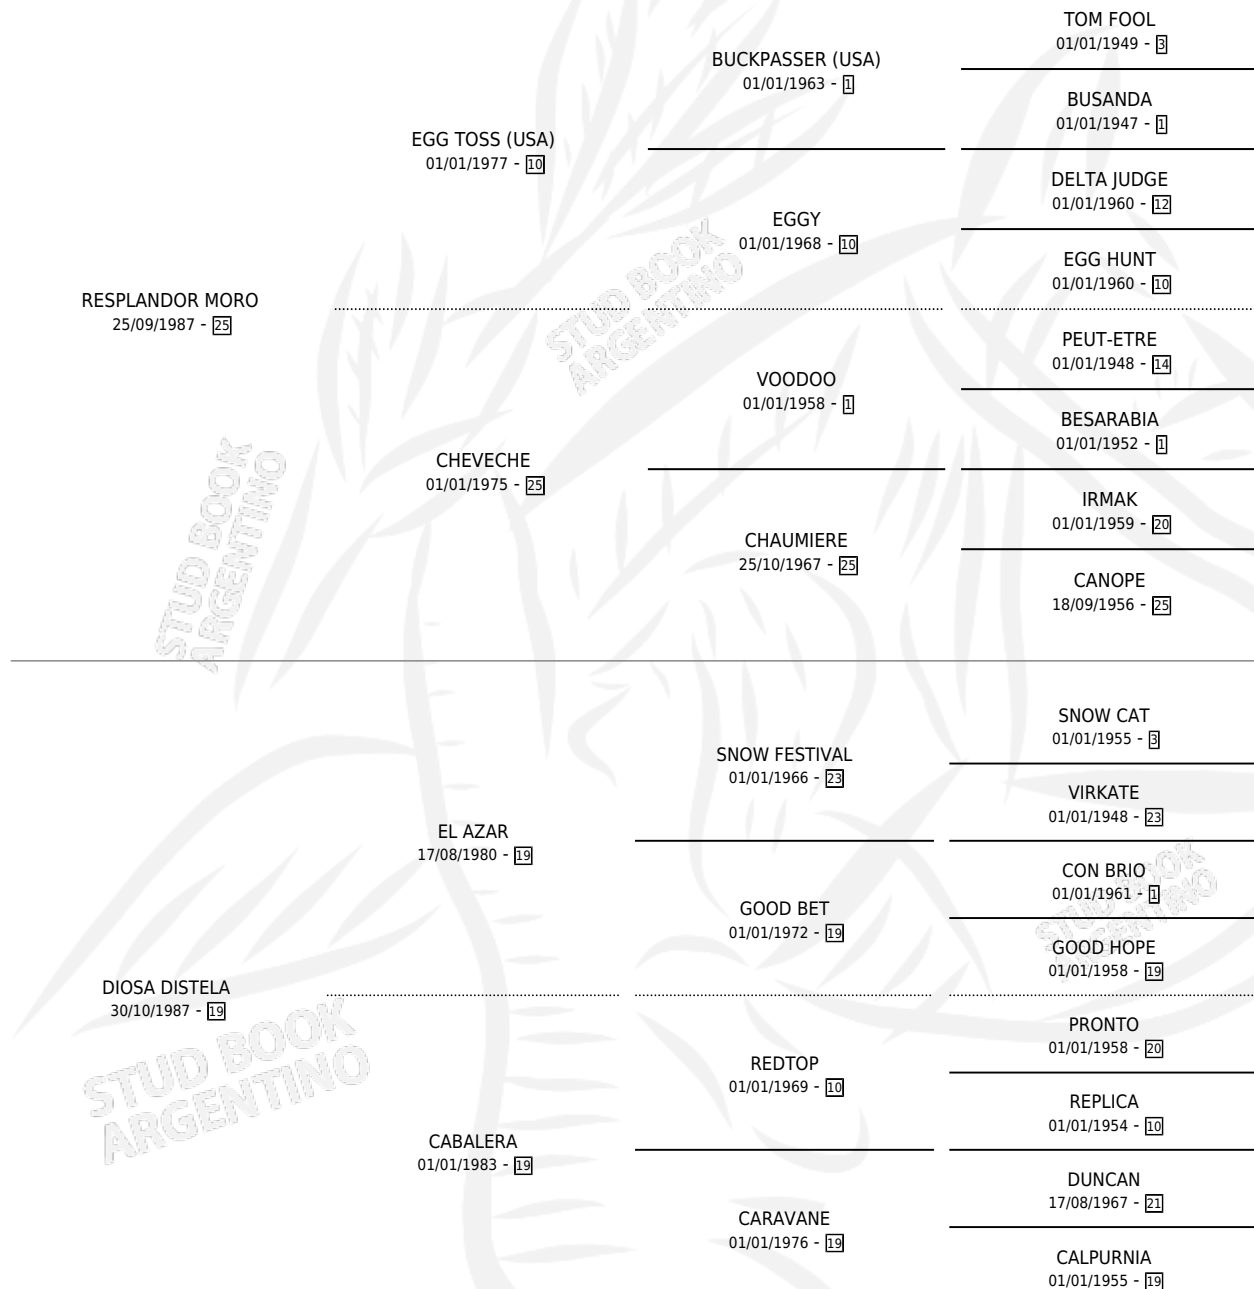 TOM FOOL
01/01/1949 - 3
BUCKPASSER (USA)
01/01/1963 - 1
BUSANDA
01/01/1947 - 1
EGG TOSS (USA)
01/01/1977 - 10
DELTA JUDGE
01/01/1960 - 12
EGGY
01/01/1968 - 10
EGG HUNT
01/01/1960 - 10
RESPLANDOR MORO
25/09/1987 - 25
STUD BOOK
ARGENTINO
PEUT-ETRE
01/01/1948 - 14
VOODOO
01/01/1958 - 1
BESARABIA
01/01/1952 - 1
CHEVECHE
01/01/1975 - 25
IRMAK
01/01/1959 - 20
CHAUMIERE
25/10/1967 - 25
CANOPE
18/09/1956 - 25
STUD BOOK
ARGENTINO
SNOW CAT
01/01/1955 - 3
SNOW FESTIVAL
01/01/1966 - 23
VIRKATE
01/01/1948 - 23
EL AZAR
17/08/1980 - 19
CON BRIO
01/01/1961 - 1
GOOD BET
01/01/1972 - 19
STUD BOOK
ARGENTINO
GOOD HOPE
01/01/1958 - 19
DIOSA DISTELA
30/10/1987 - 19
STUD BOOK
ARGENTINO
PRONTO
01/01/1958 - 20
REDTOP
01/01/1969 - 10
REPLICA
01/01/1954 - 10
CABALERA
01/01/1983 - 19
DUNCAN
17/08/1967 - 21
CARAVANE
01/01/1976 - 19
CALPURNIA
01/01/1955 - 19